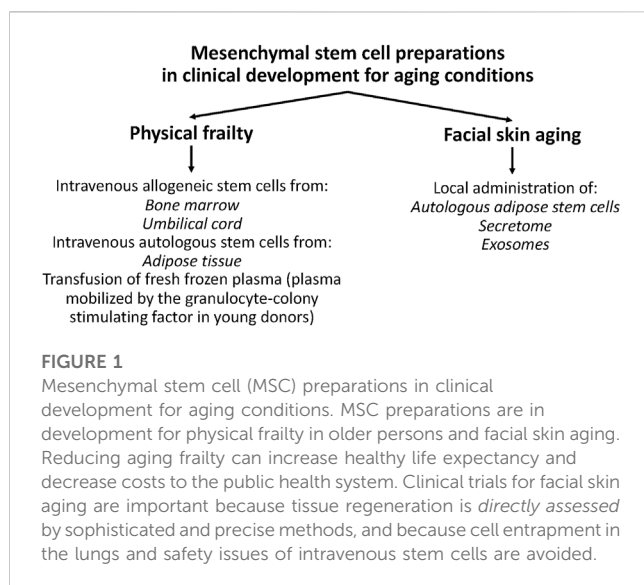 Mesenchymal stem cell preparations
in clinical development for aging conditions
Physical frailty
Intravenous allogeneic stem cells from:
Bone marrow
Umbilical cord
Intravenous autologous stem cells from:
Adipose tissue
Transfusion of fresh frozen plasma (plasma
mobilized by the granulocyte-colony
stimulating factor in young donors)
Facial skin aging
Local administration of:
Autologous adipose stem cells
Secretome
Exosomes
FIGURE 1
Mesenchymal stem cell (MSC) preparations in clinical
development for aging conditions. MSC preparations are in
development for physical frailty in older persons and facial skin aging.
Reducing aging frailty can increase healthy life expectancy and
decrease costs to the public health system. Clinical trials for facial skin
aging are important because tissue regeneration is directly assessed
by sophisticated and precise methods, and because cell entrapment in
the lungs and safety issues of intravenous stem cells are avoided.